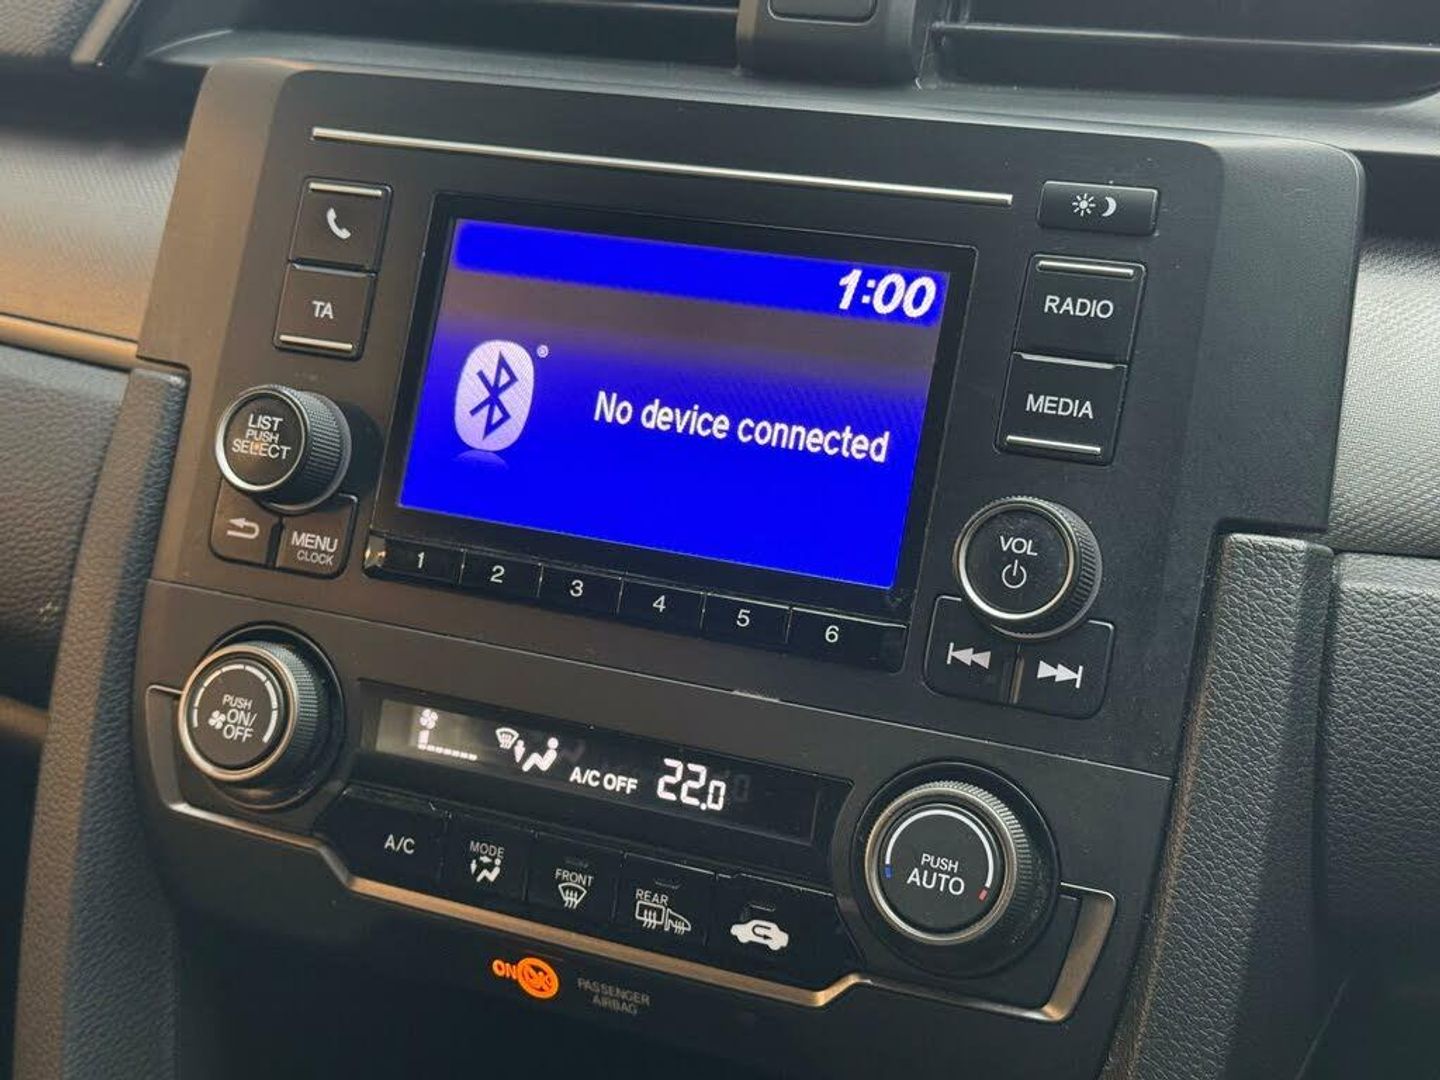 1:00
TA
RADIO
®
No device connected
MEDIA
LIST
PUSH
SELECT
MENU
CLOCK
VOL
1 2 3 4 5 6
PUSH
ON/
OFF
A/C OFF 22.0
A/C
MODE
FRONT
REAR
PUSH
AUTO
ON
PASSENGER
AIRBAG